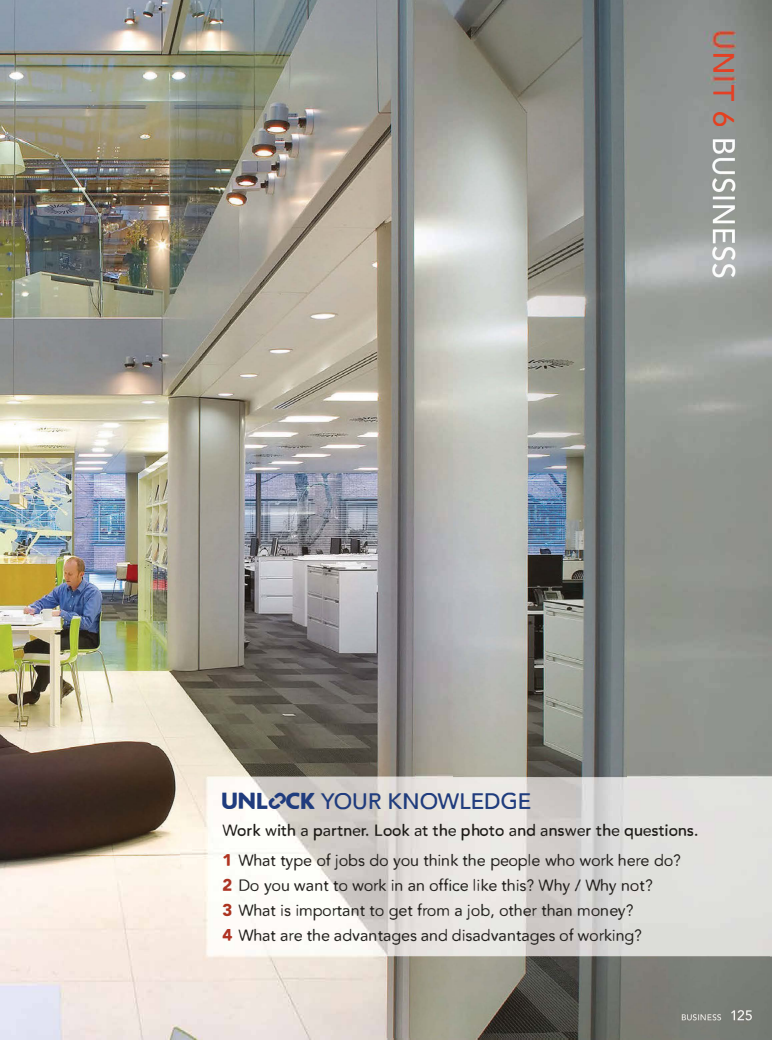 UNIT 6 BUSINESS
UNLOCK YOUR KNOWLEDGE
Work with a partner. Look at the photo and answer the questions.
1 What type of jobs do you think the people who work here do?
2 Do you want to work in an office like this? Why / Why not?
3 What is important to get from a job, other than money?
4 What are the advantages and disadvantages of working?
BUSINESS 125